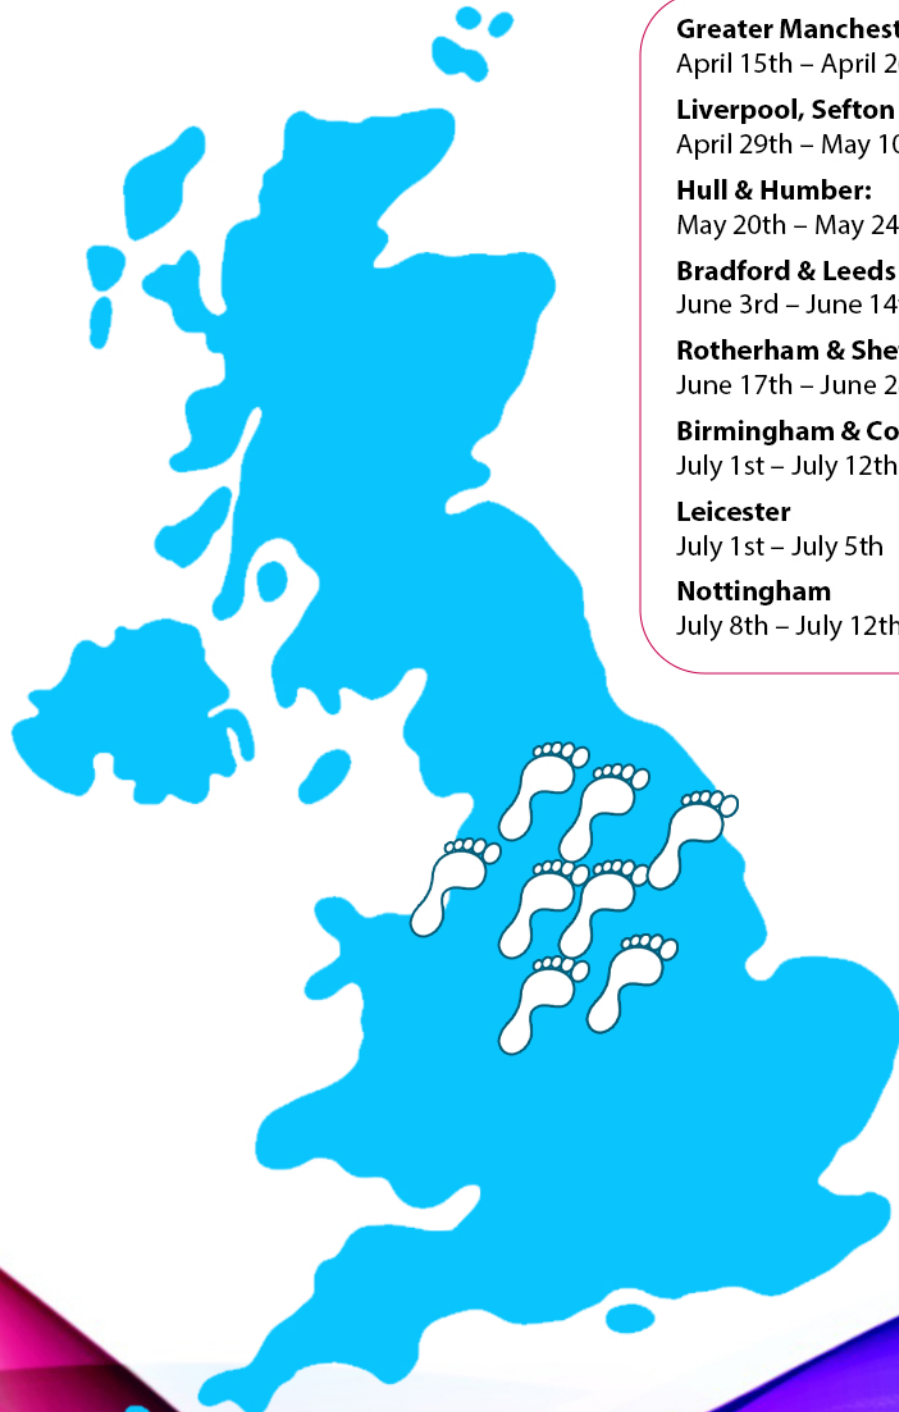 Greater Manchest
April 15th – April 2
Liverpool, Sefton
April 29th – May 10
Hull & Humber:
May 20th – May 24
Bradford & Leeds
June 3rd – June 14
Rotherham & She
June 17th – June 2
Birmingham & Co
July 1st – July 12th
Leicester
July 1st – July 5th
Nottingham
July 8th – July 12th